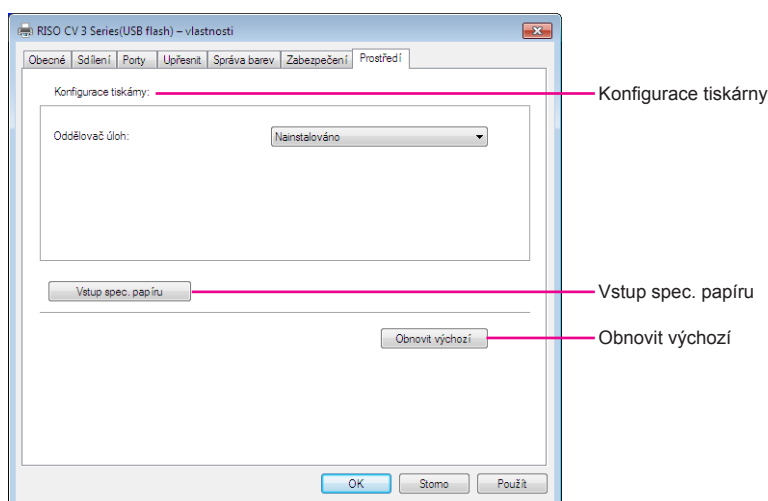 RISO CV 3 Series(USB flash) – vlastnosti
Obecné Sdílení Porty Upřesnit Správa barev Zabezpečení Prostředí
Konfigurace tiskárny:
Konfigurace tiskárny
Oddělovač úloh: Nainstalováno
Vstup spec. papíru
Vstup spec. papíru
Obnovit výchozí
Obnovit výchozí
OK Storno Použít